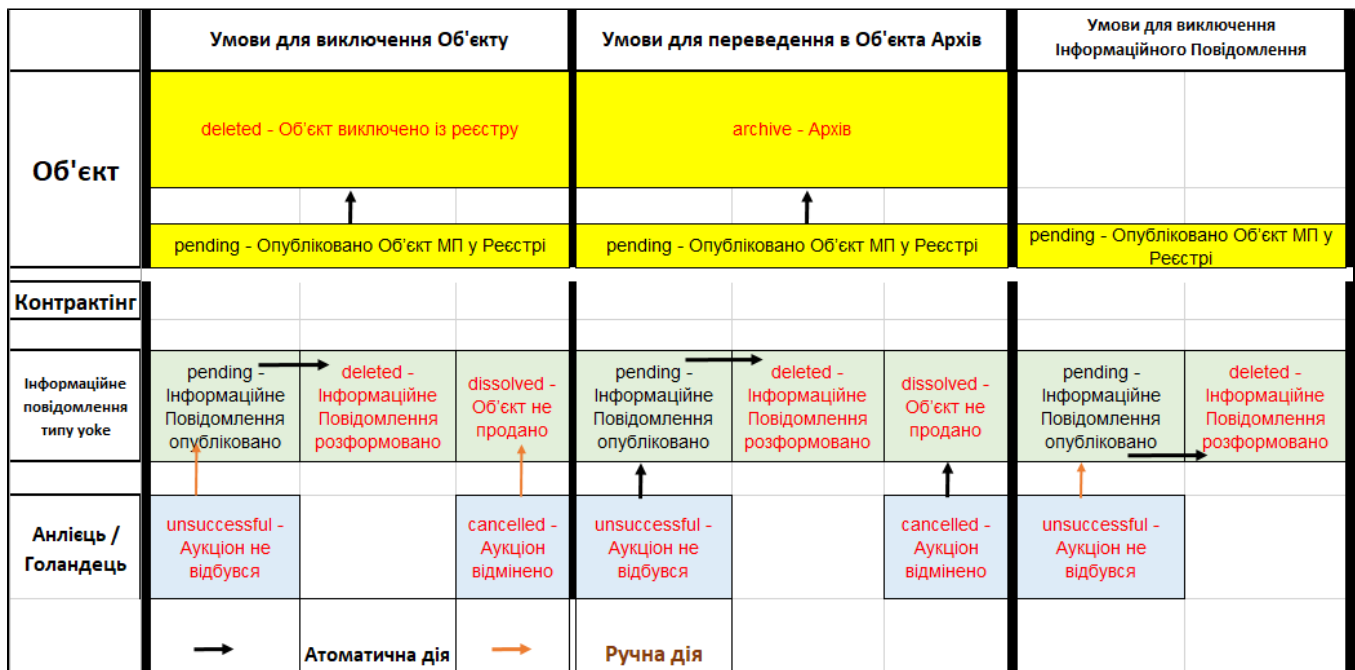 Умови для виключення Об'єкту
Умови для переведення в Об'єкта Архів
Умови для виключення
Інформаційного Повідомлення
Об'єкт
deleted - Об'єкт виключено із реєстру
archive - Архів
pending - Опубліковано Об'єкт МП у Реєстрі
pending - Опубліковано Об'єкт МП у Реєстрі
pending - Опубліковано Об'єкт МП у
Реєстрі
Контрактінг
Інформаційне
повідомлення
типу yoke
pending -
Інформаційне
Повідомлення
опубліковано
deleted -
Інформаційне
Повідомлення
розформовано
dissolved -
Об'єкт не
продано
pending -
Інформаційне
Повідомлення
опубліковано
deleted -
Інформаційне
Повідомлення
розформовано
dissolved -
Об'єкт не
продано
pending -
Інформаційне
Повідомлення
опубліковано
deleted -
Інформаційне
Повідомлення
розформовано
Анлієць /
Голандець
unsuccessful -
Аукціон не
відбувся
cancelled -
Аукціон
відмінено
unsuccessful -
Аукціон не
відбувся
cancelled -
Аукціон
відмінено
unsuccessful -
Аукціон не
відбувся
Атоматична дія
Ручна дія